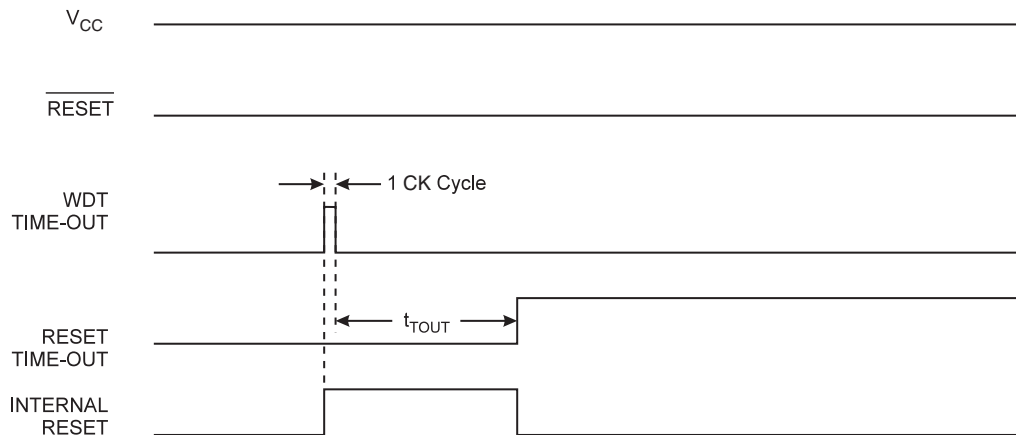 VCC
RESET
1 CK Cycle
WDT
TIME-OUT
tTOUT
RESET
TIME-OUT
INTERNAL
RESET